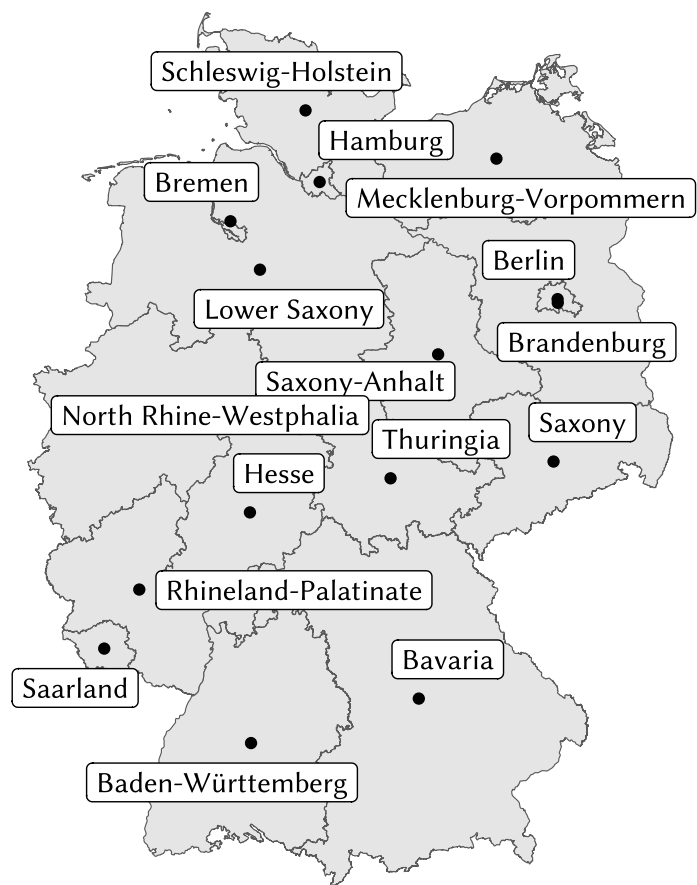 Schleswig-Holstein
Hamburg
Bremen
Mecklenburg-Vorpommern
Berlin
Lower Saxony
Brandenburg
Saxony-Anhalt
North Rhine-Westphalia
Saxony
Thuringia
Hesse
Rhineland-Palatinate
Bavaria
Saarland
Baden-Württemberg